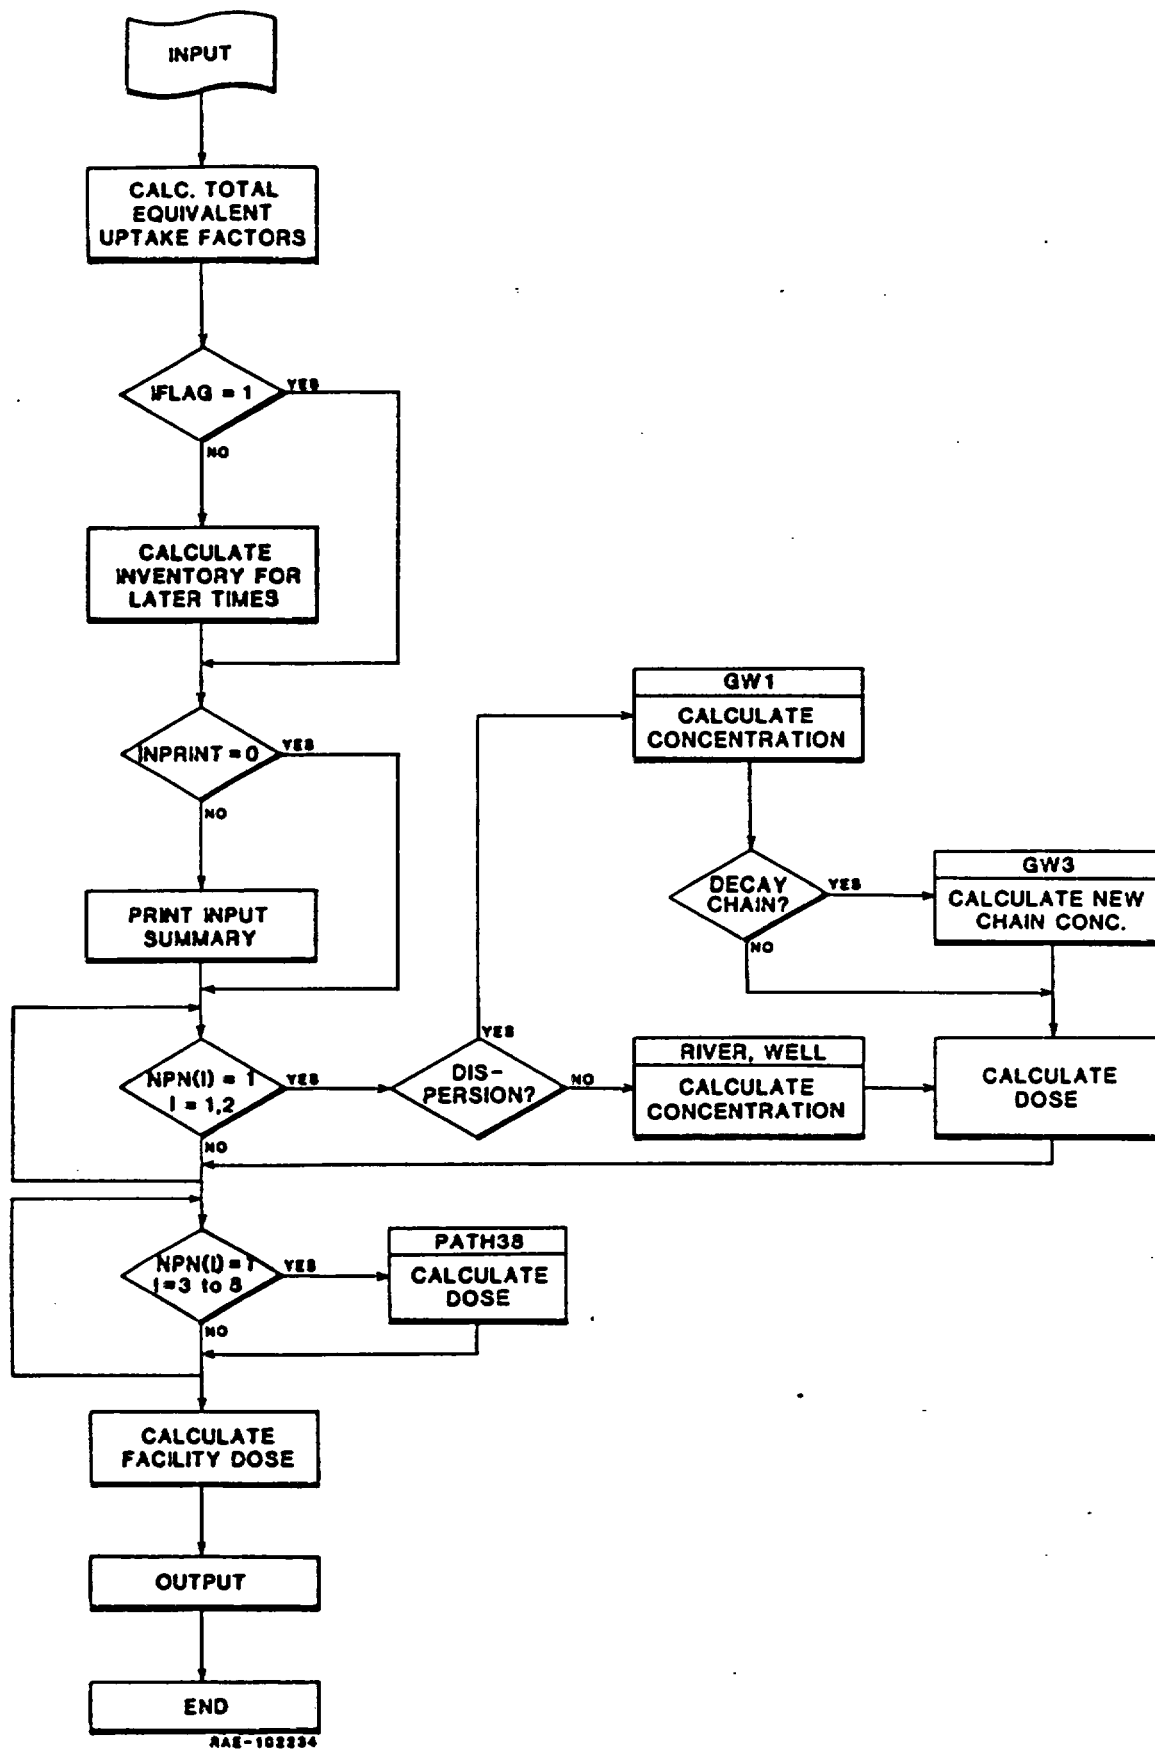 INPUT
CALC. TOTAL
EQUIVALENT
UPTAKE FACTORS
IFLAG = 1
YES
NO
CALCULATE
INVENTORY FOR
LATER TIMES
INPRINT = 0
YES
NO
PRINT INPUT
SUMMARY
GW1
CALCULATE
CONCENTRATION
DECAY
CHAIN?
YES
NO
GW3
CALCULATE NEW
CHAIN CONC.
NPN(I) = 1
I = 1,2
YES
NO
DIS-
PERSION?
YES
NO
RIVER, WELL
CALCULATE
CONCENTRATION
CALCULATE
DOSE
NPN(I) = 1
I = 3 to 8
YES
NO
PATH38
CALCULATE
DOSE
CALCULATE
FACILITY DOSE
OUTPUT
END
RAE-102234